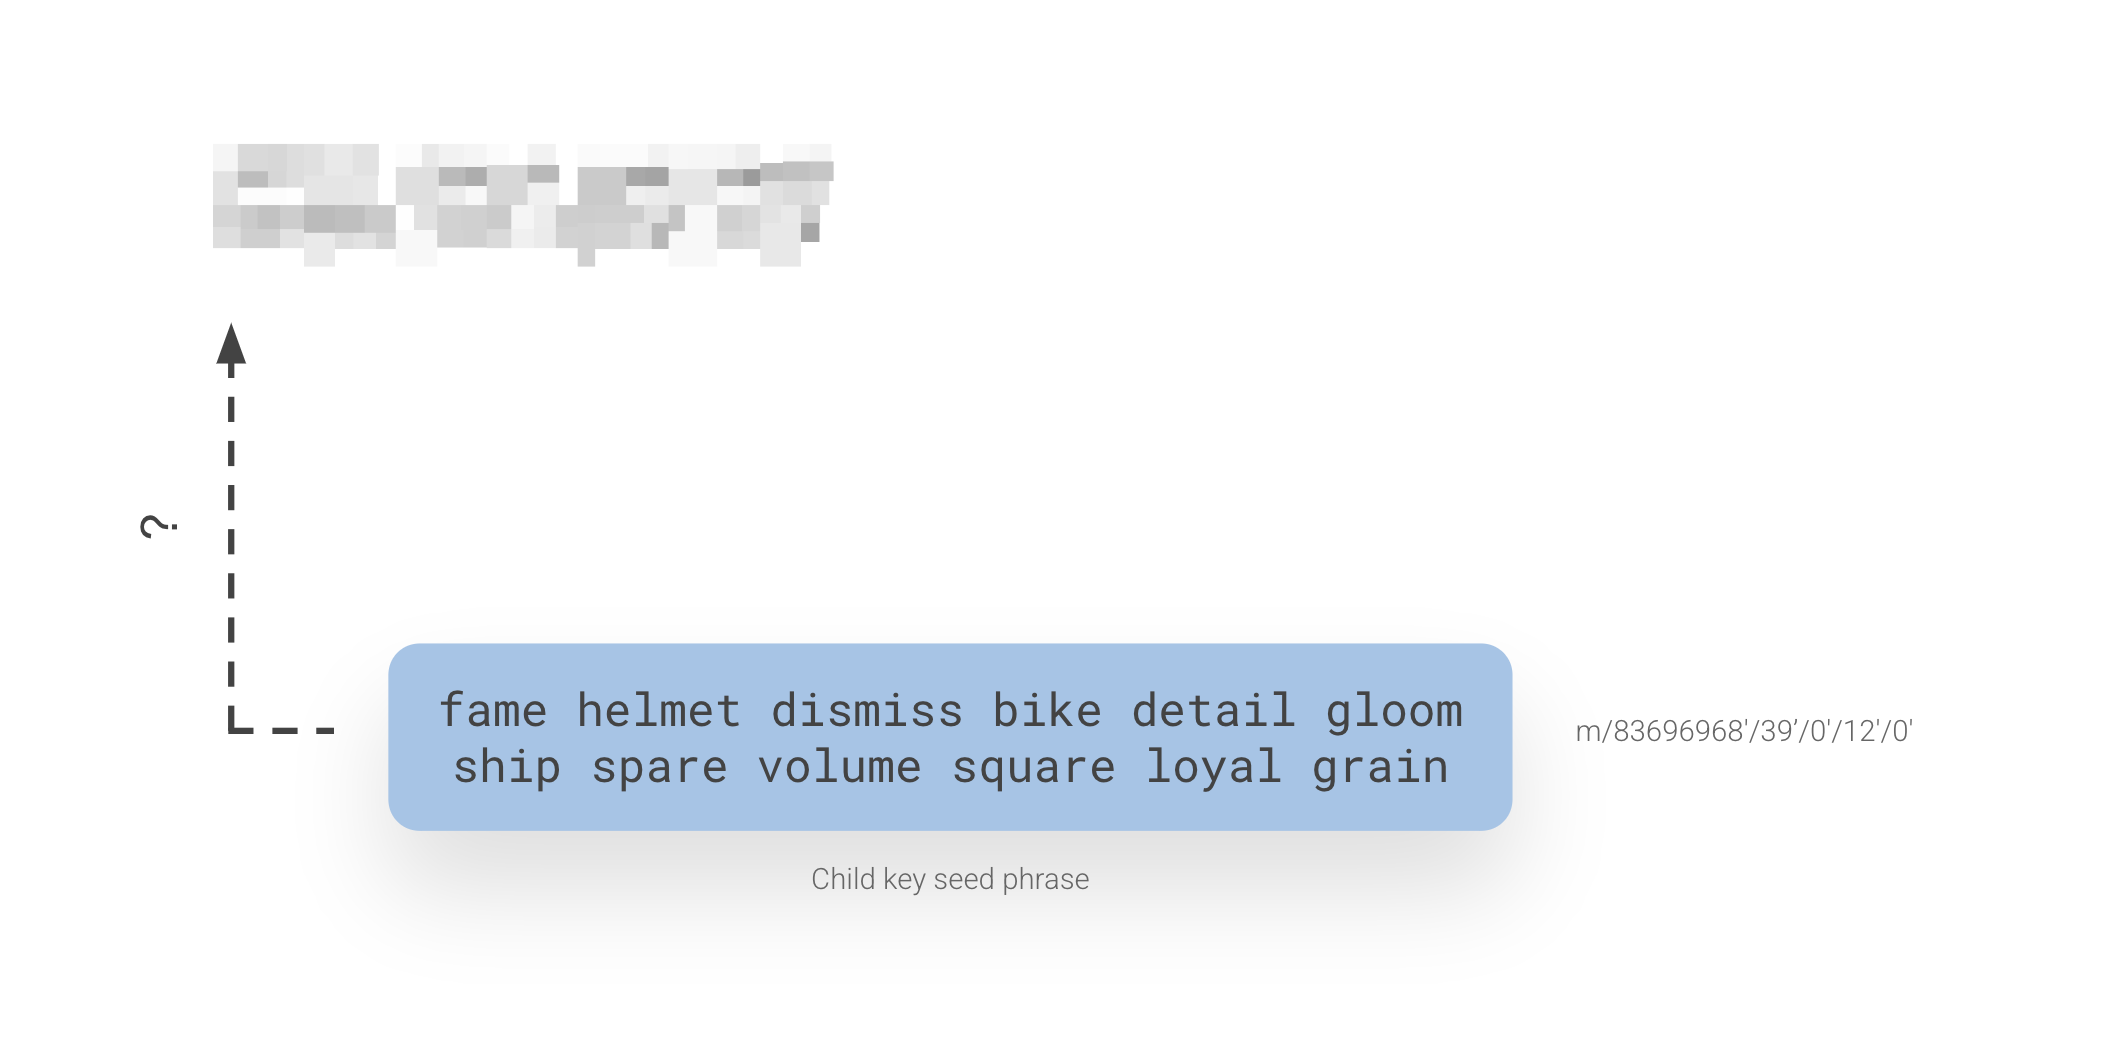 ?
fame helmet dismiss bike detail gloom
ship spare volume square loyal grain
m/83696968'/39’/0'/12'/0'
Child key seed phrase